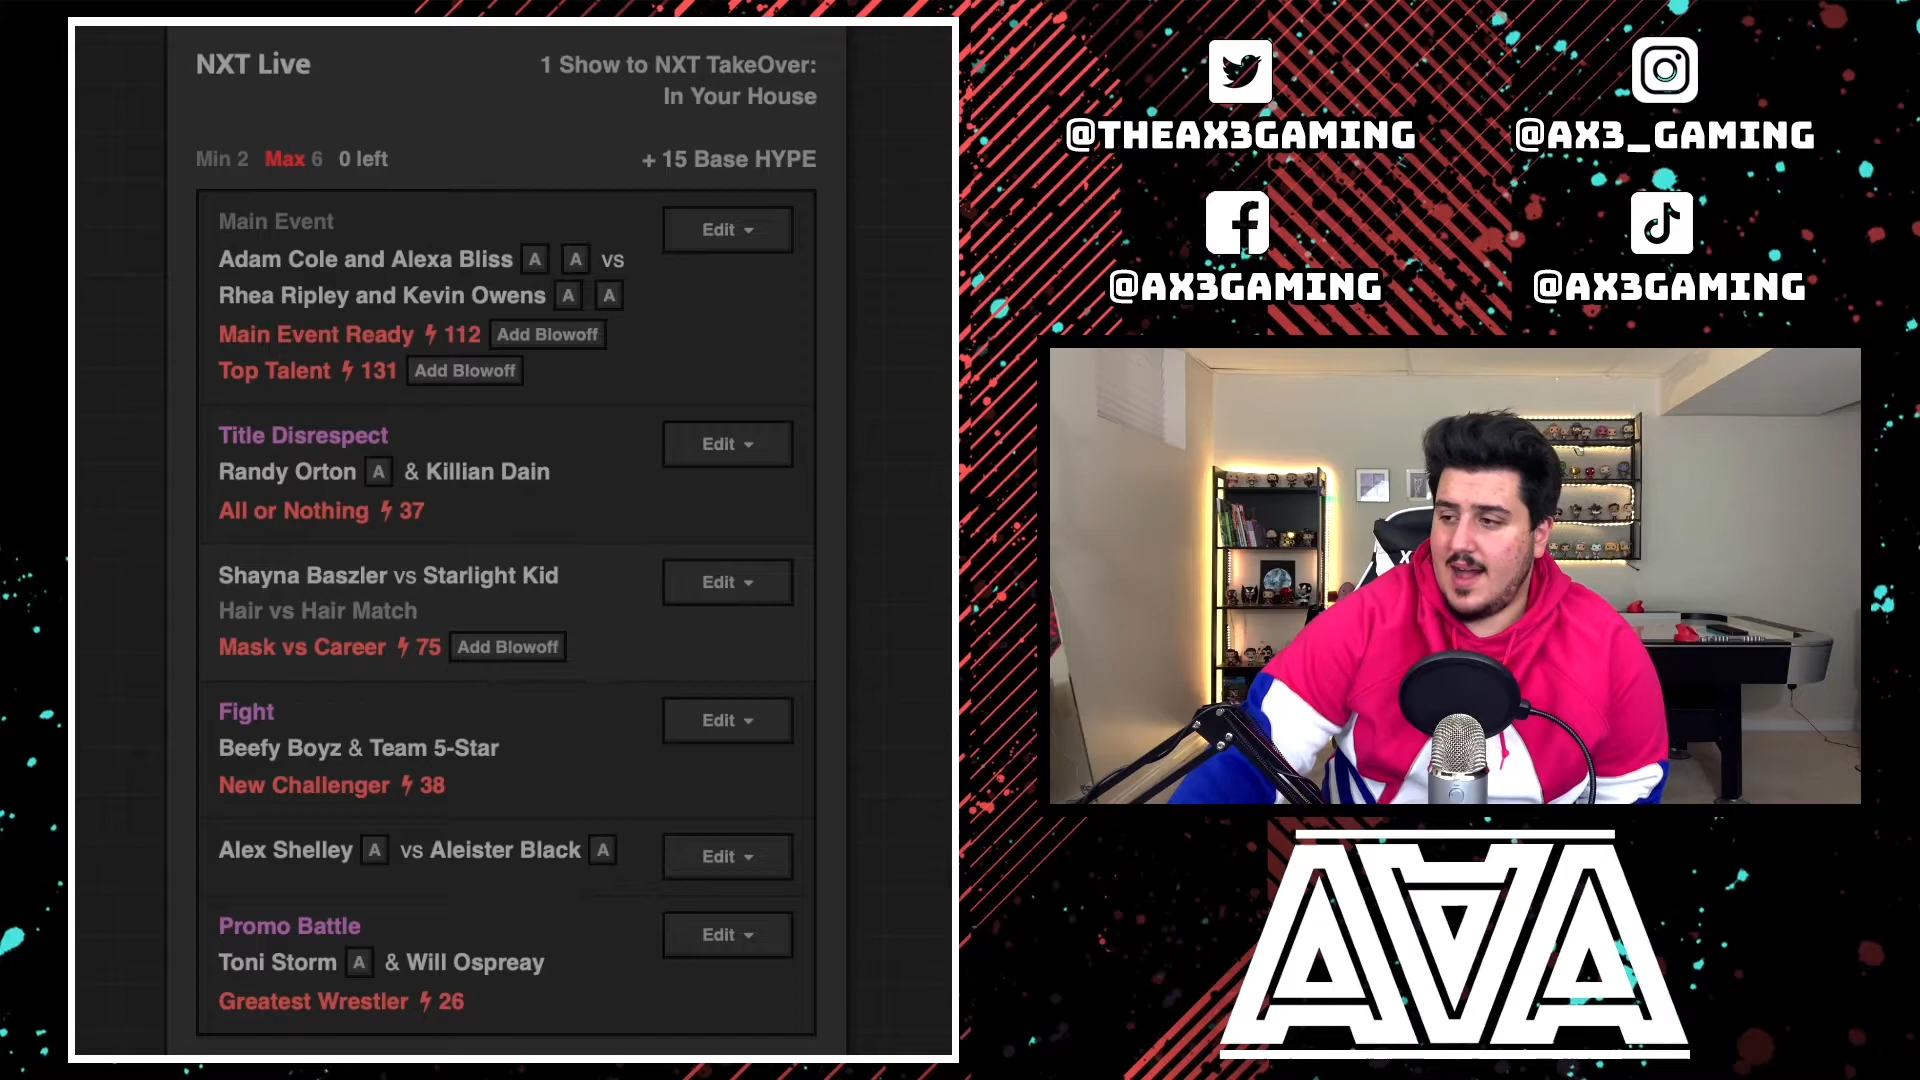 NXT Live
1 Show to NXT TakeOver:
In Your House
Min 2 Max 6 0 left
+ 15 Base HYPE
Main Event
Edit
Adam Cole and Alexa Bliss A A vs
Rhea Ripley and Kevin Owens A A
Main Event Ready 112 Add Blowoff
Top Talent 131 Add Blowoff
Title Disrespect
Edit
Randy Orton A & Killian Dain
All or Nothing 37
Shayna Baszler vs Starlight Kid
Edit
Hair vs Hair Match
Mask vs Career 75 Add Blowoff
Fight
Edit
Beefy Boyz & Team 5-Star
New Challenger 38
Alex Shelley A vs Aleister Black A
Edit
Promo Battle
Edit
Toni Storm A & Will Ospreay
Greatest Wrestler 26
@THEAX3GAMING
@AX3_GAMING
@AX3GAMING
@AX3GAMING
X